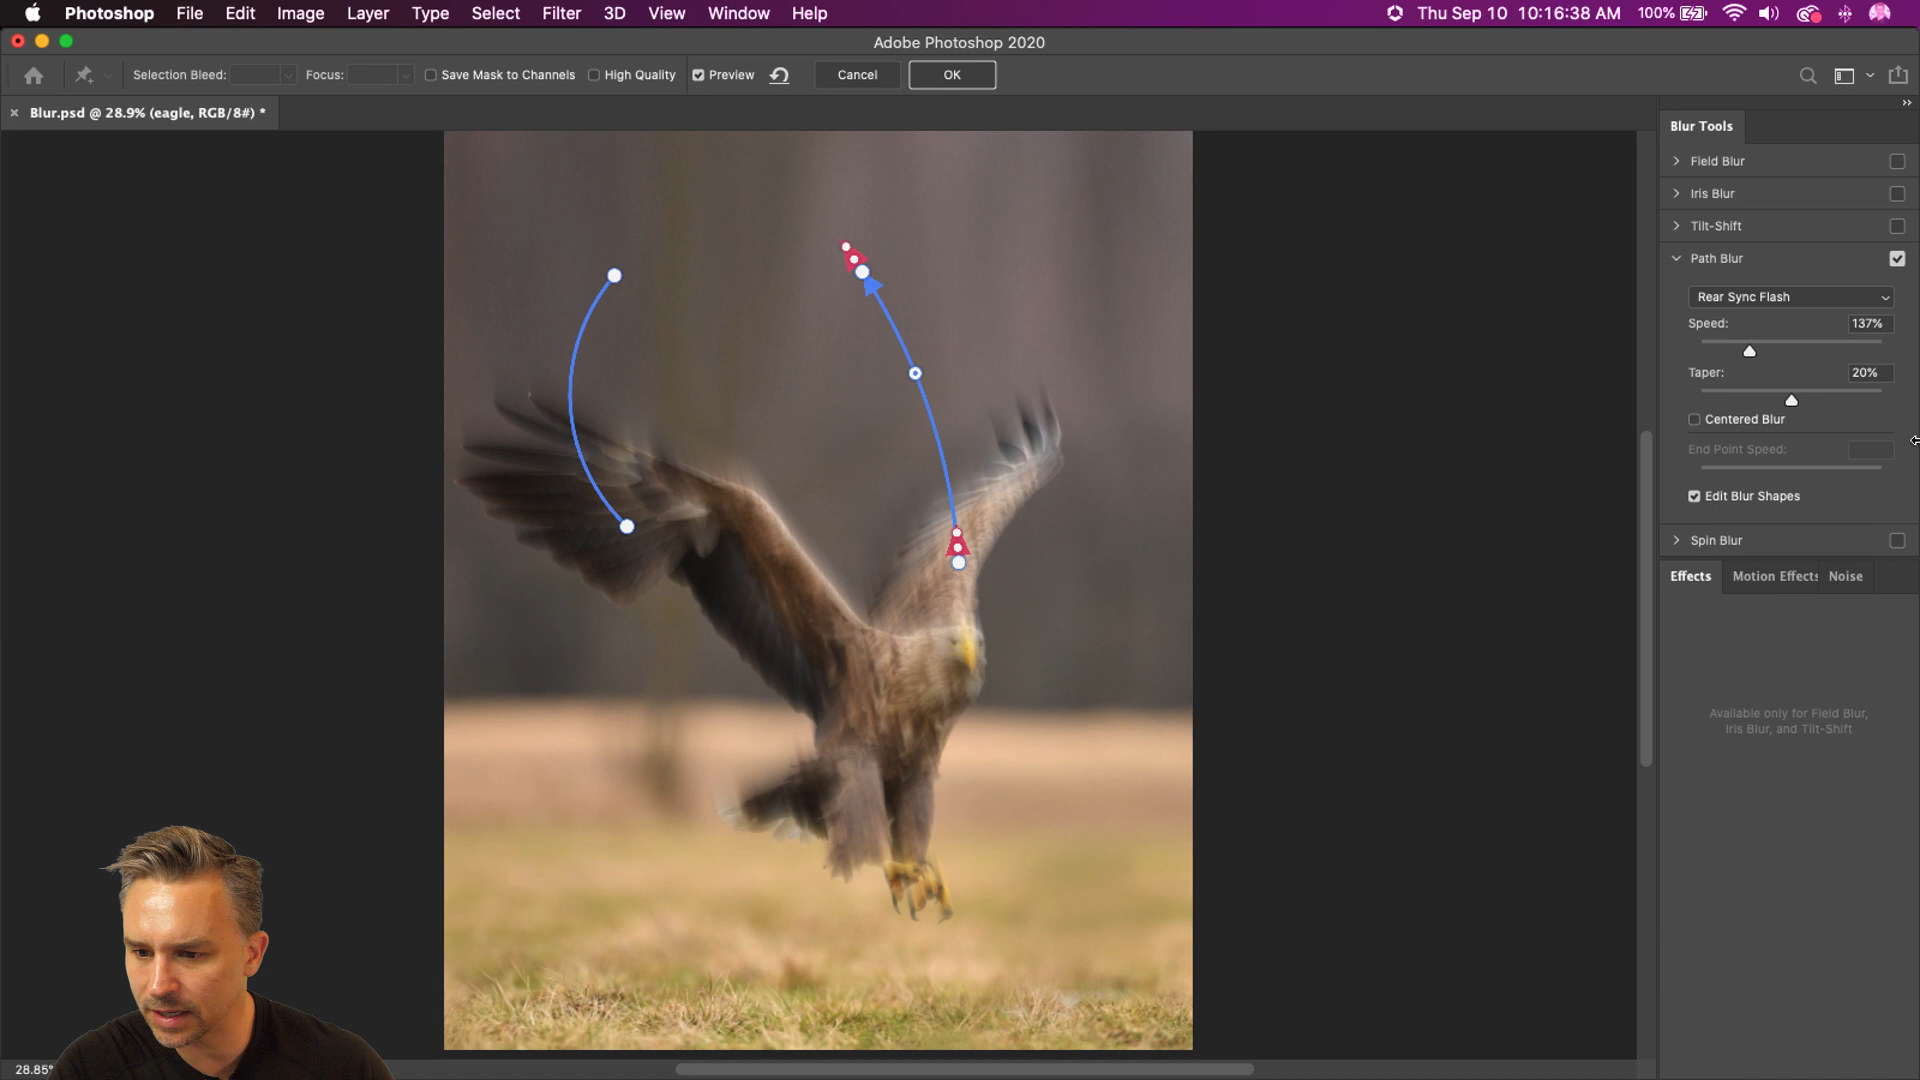 Photoshop File Edit Image Layer Type Select Filter 3D View Window Help Thu Sep 10 10:16:38 AM 100%
Adobe Photoshop 2020
Selection Bleed: Focus: Save Mask to Channels High Quality Preview Cancel OK
Blur.psd @ 28.9% (eagle, RGB/8#) *
Blur Tools
Field Blur
Iris Blur
Tilt-Shift
Path Blur
Rear Sync Flash
Speed: 137%
Taper: 20%
Centered Blur
End Point Speed:
Edit Blur Shapes
Spin Blur
Effects Motion Effects Noise
Available only for Field Blur,
Iris Blur, and Tilt-Shift
28.85